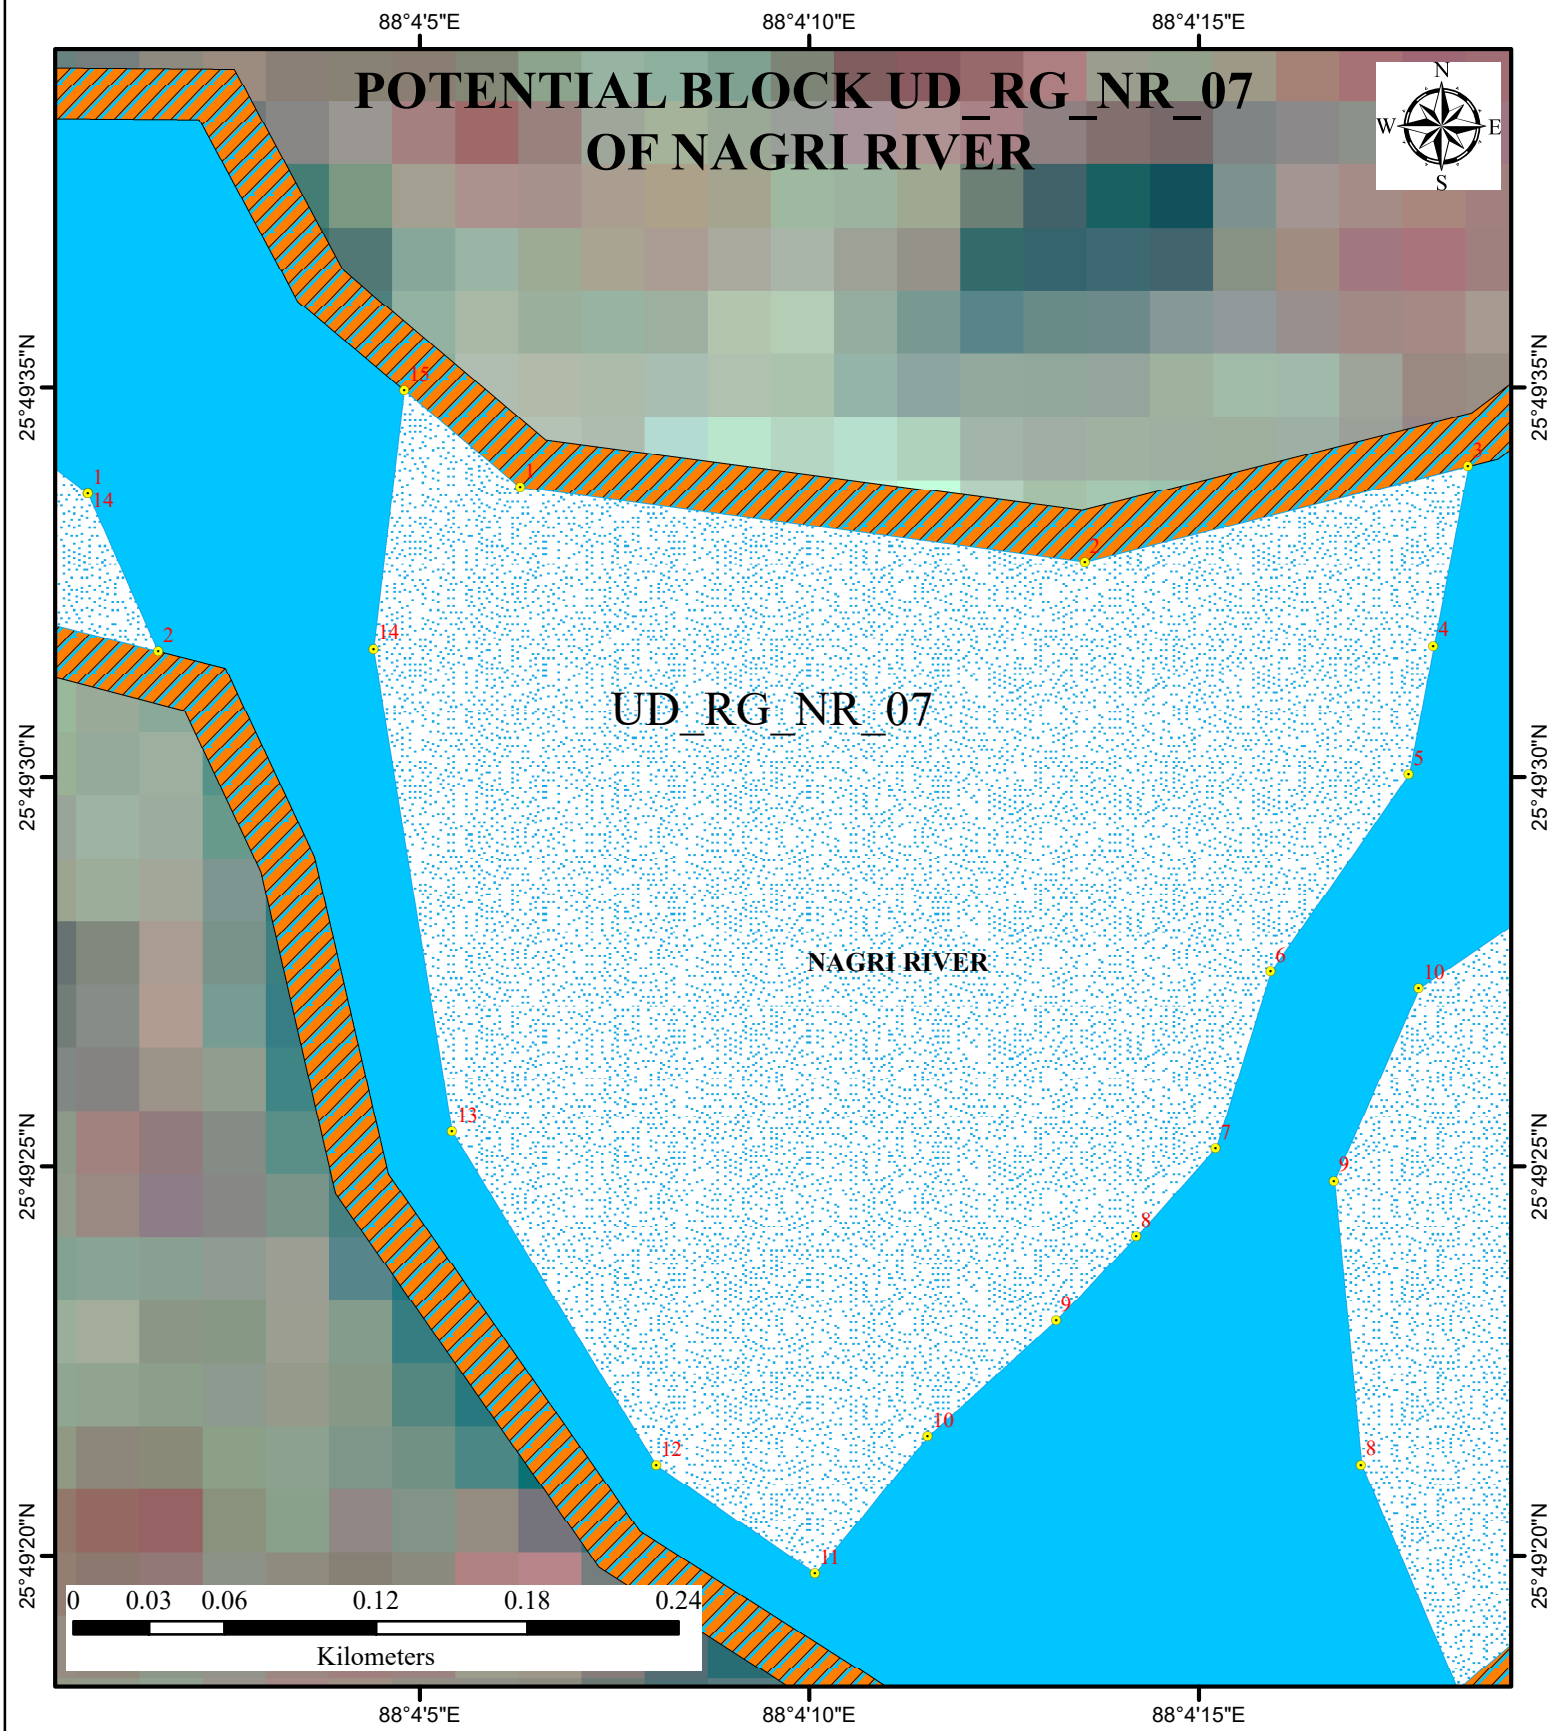 88°4'5"E 88°4'10"E 88°4'15"E
POTENTIAL BLOCK UD_RG_NR_07
OF NAGRI RIVER
N
W E
S
25°49'35"N 25°49'35"N
15
1
14
1
3
2
2
14
4
UD_RG_NR_07
25°49'30"N 25°49'30"N
5
NAGRI RIVER
6
10
13
7
25°49'25"N 25°49'25"N
9
8
9
10
12
8
25°49'20"N 25°49'20"N
11
0 0.03 0.06 0.12 0.18 0.24
Kilometers
88°4'5"E 88°4'10"E 88°4'15"E